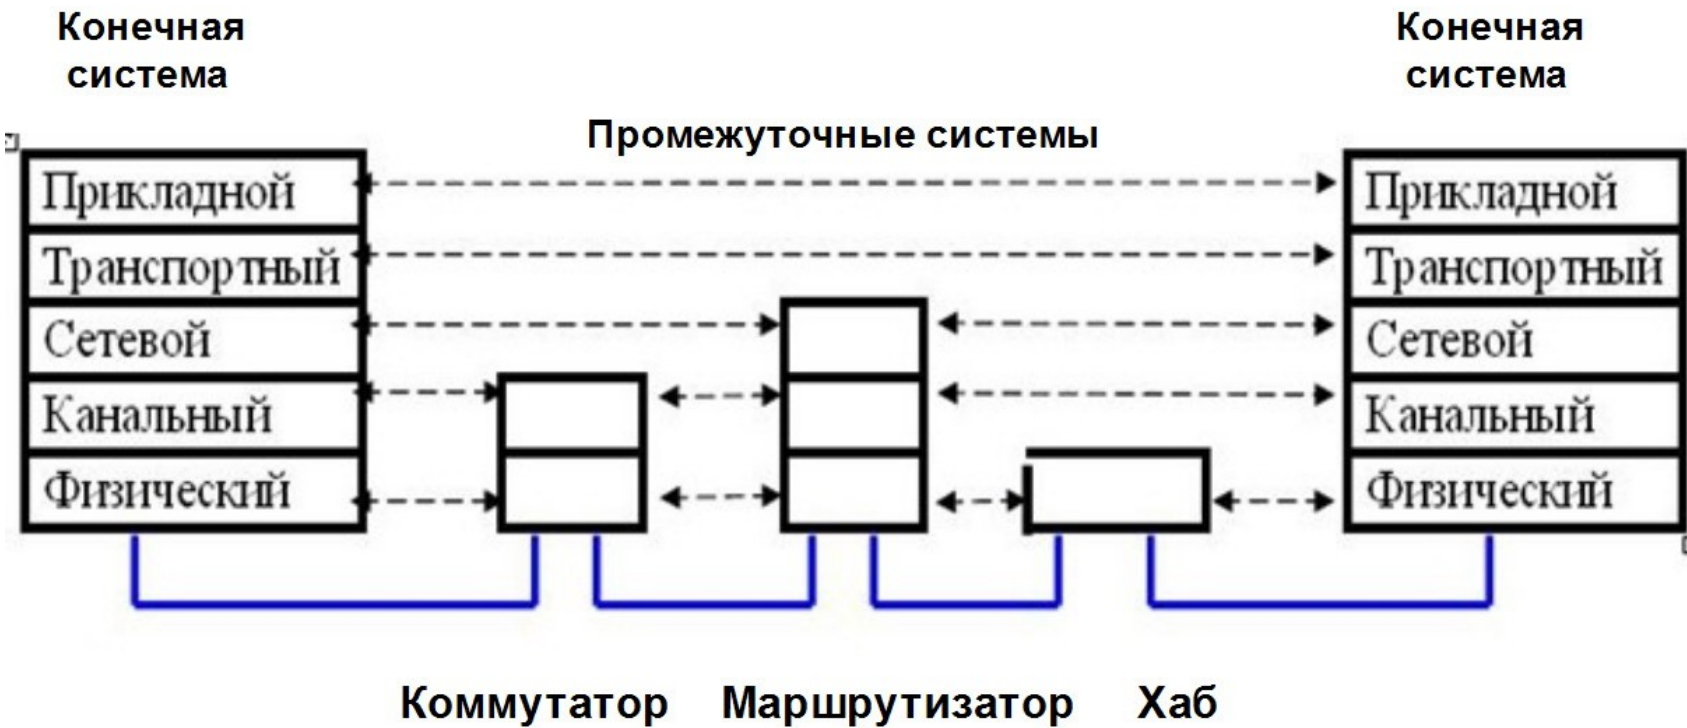 Конечная
система
Конечная
система
Промежуточные системы
Прикладной
Транспортный
Сетевой
Канальный
Физический
Прикладной
Транспортный
Сетевой
Канальный
Физический
Коммутатор Маршрутизатор Хаб